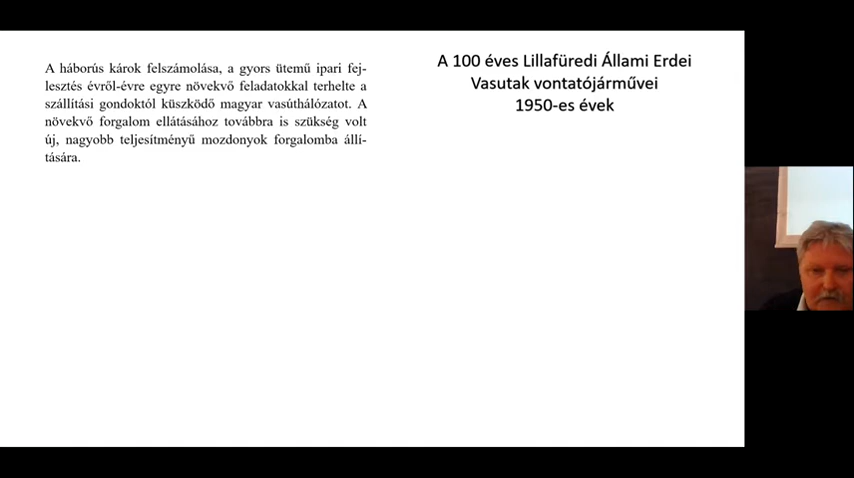 A háborús károk felszámolása, a gyors ütemű ipari fej-
lesztés évről-évre egyre növekvő feladatokkal terhelte a
szállítási gondoktól küszködő magyar vasúthálózatot. A
növekvő forgalom ellátásához továbbra is szükség volt
új, nagyobb teljesítményű mozdonyok forgalomba állí-
tására.
A 100 éves Lillafüredi Állami Erdei
Vasutak vontatójárművei
1950-es évek